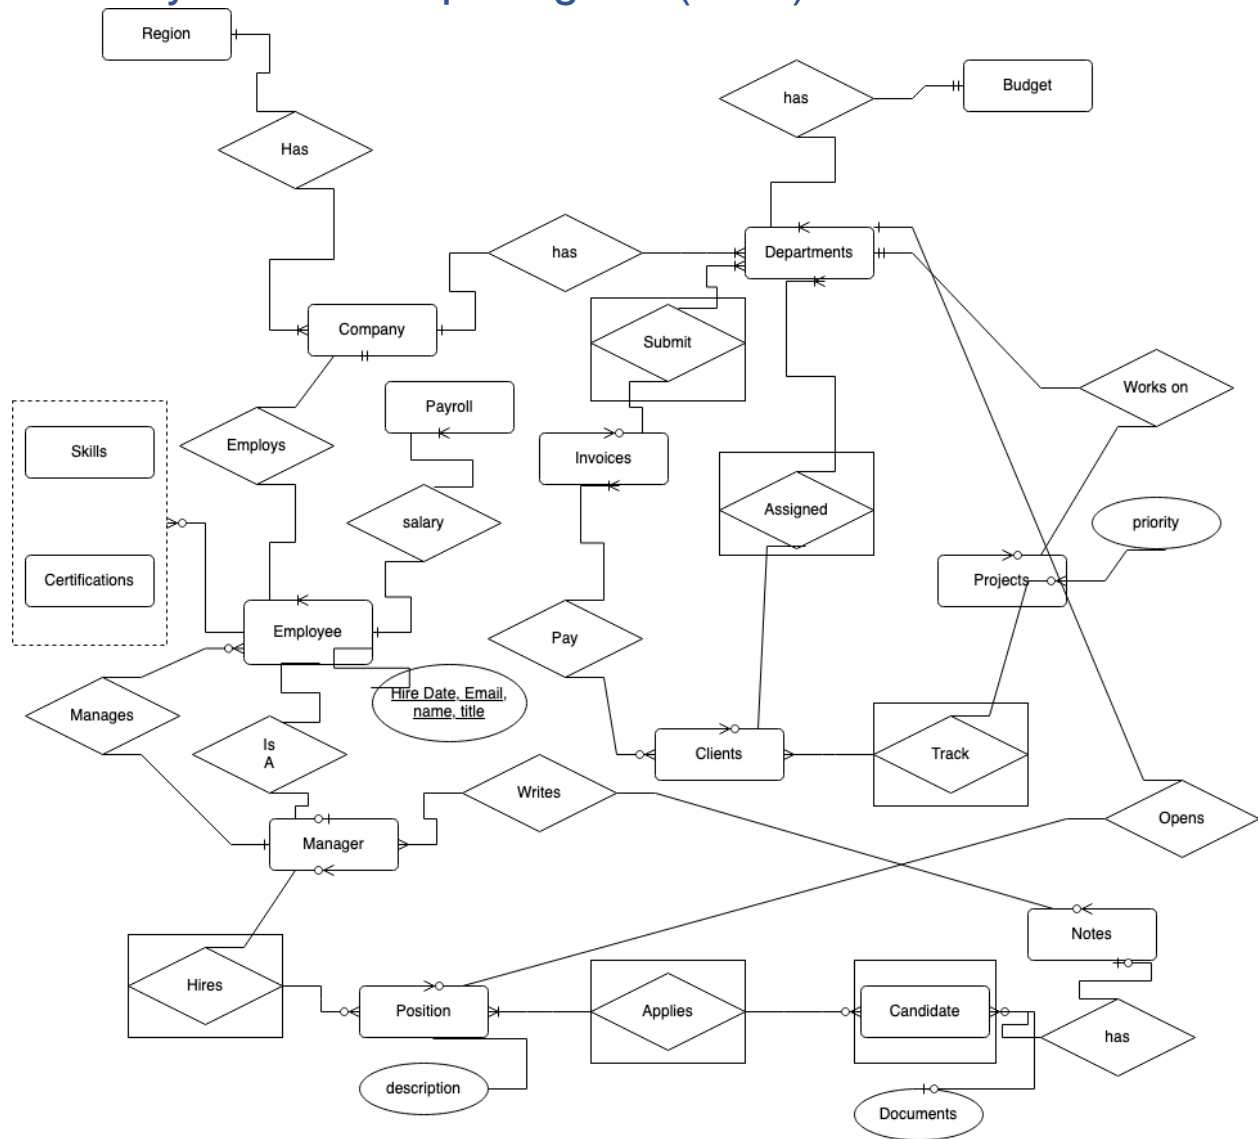 Region
has
Budget
Has
has
Departments
Company
Submit
Works on
Payroll
Skills
Employs
Invoices
salary
Assigned
priority
Certifications
Projects
Employee
Pay
Hire Date, Email,
name, title
Manages
Is
A
Clients
Track
Writes
Opens
Manager
Notes
Hires
Position
Applies
Candidate
has
description
Documents